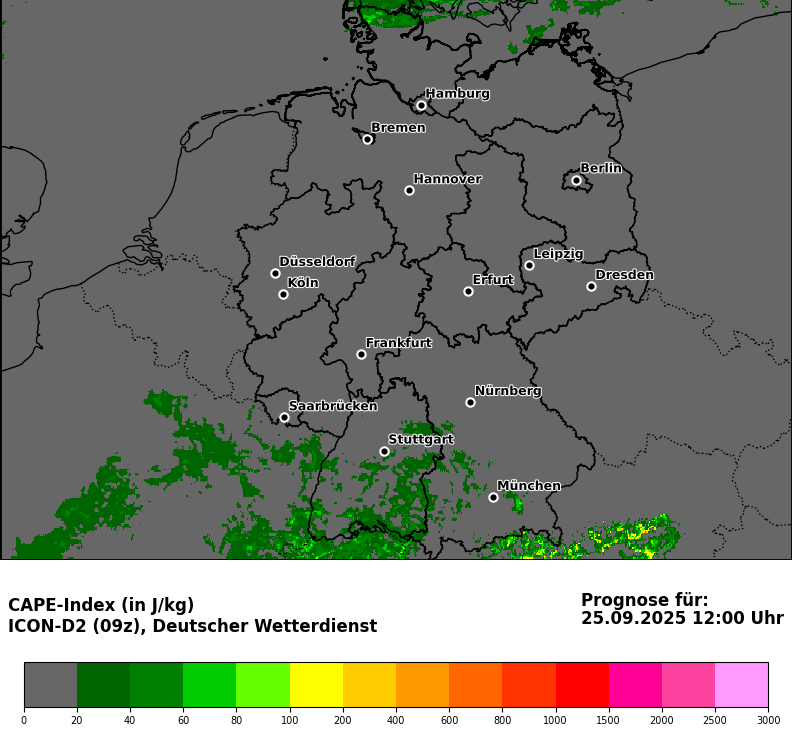 Hamburg
Bremen
Berlin
Hannover
Leipzig
Düsseldorf
Dresden
Köln
Erfurt
Frankfurt
Nürnberg
Saarbrücken
Stuttgart
München
CAPE-Index (in J/kg)
ICON-D2 (09z), Deutscher Wetterdienst
Prognose für:
25.09.2025 12:00 Uhr
0 20 40 60 80 100 200 400 600 800 1000 1500 2000 2500 3000